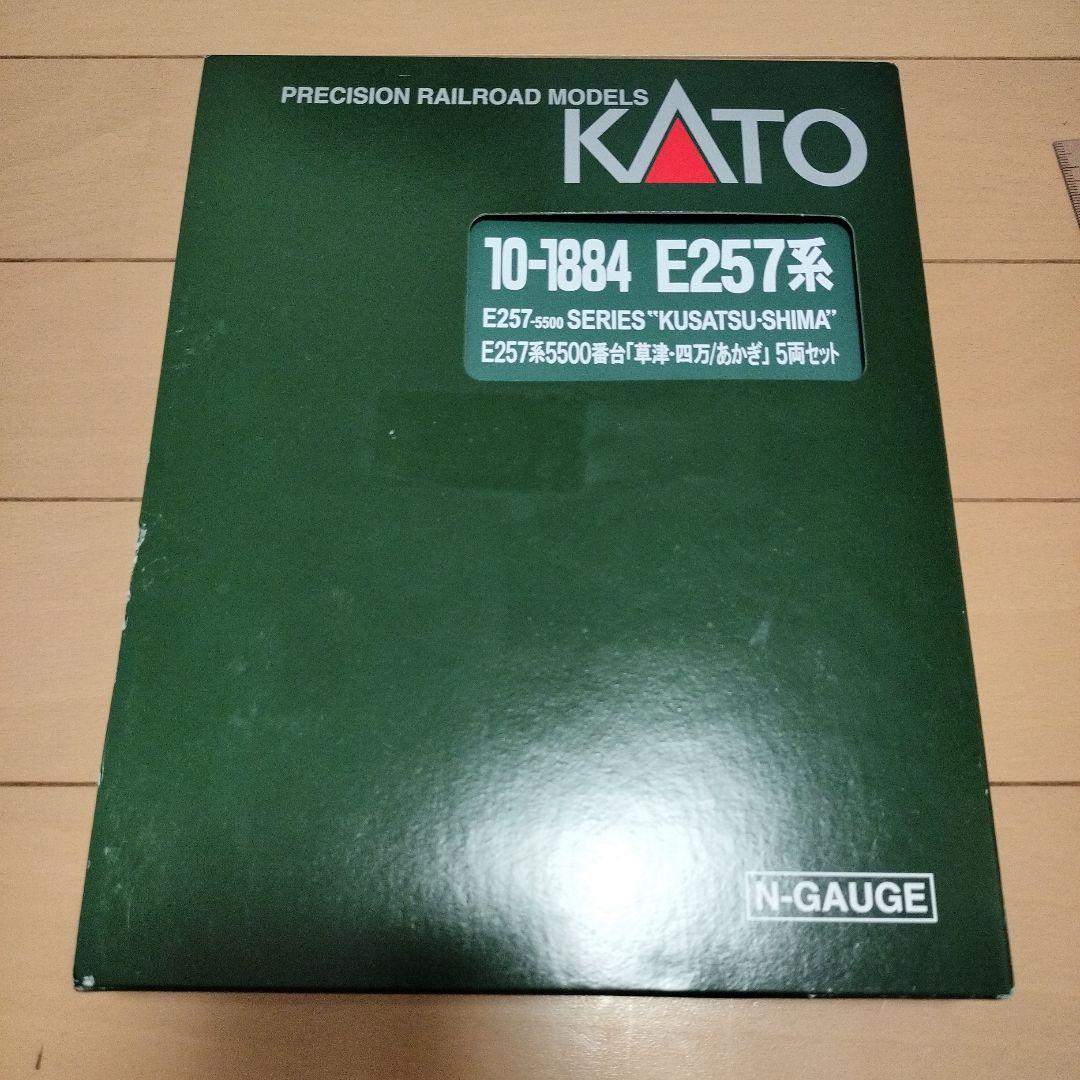 PRECISION RAILROAD MODELS
KATO
10-1884 E257系
E257-5500 SERIES "KUSATSU･SHIMA"
E257系5500番台｢草津･四万/あかぎ｣ 5両セット
N-GAUGE